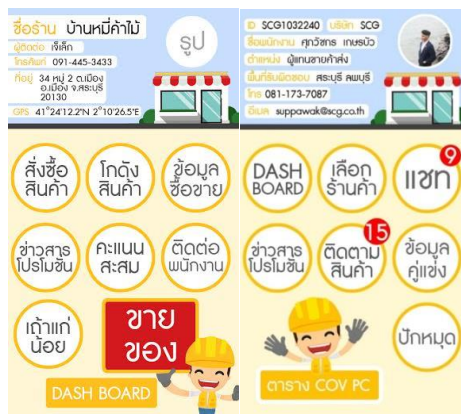 ชื่อร้าน บ้านหมี่ค้าไม้
ผู้ติดต่อ เจ๊เล็ก
โทรศัพท์ 091-445-3433
ที่อยู่ 34 หมู่ 2 ต.เมือง
อ.เมือง จ.สระบุรี
20130
GPS 41°24'12.2"N 2°10'26.5"E
รูป
สั่งซื้อ
สินค้า
โกดัง
สินค้า
ข้อมูล
ซื้อขาย
ข่าวสาร
โปรโมชั่น
คะแนน
สะสม
ติดต่อ
พนักงาน
เถ้าแก่
น้อย
ขาย
ของ
DASH BOARD
ID SCG1032240 บริษัท SCG
ชื่อพนักงาน ศุภวัชกร เกษรบัว
ตำแหน่ง ผู้แทนขายค้าส่ง
พื้นที่รับผิดชอบ สระบุรี ลพบุรี
โทร 081-173-7087
อีเมล suppawak@scg.co.th
DASH
BOARD
เลือก
ร้านค้า
แชท
9
ข่าวสาร
โปรโมชั่น
ติดตาม
สินค้า
15
ข้อมูล
คู่แข่ง
ปักหมุด
ตาราง COV PC